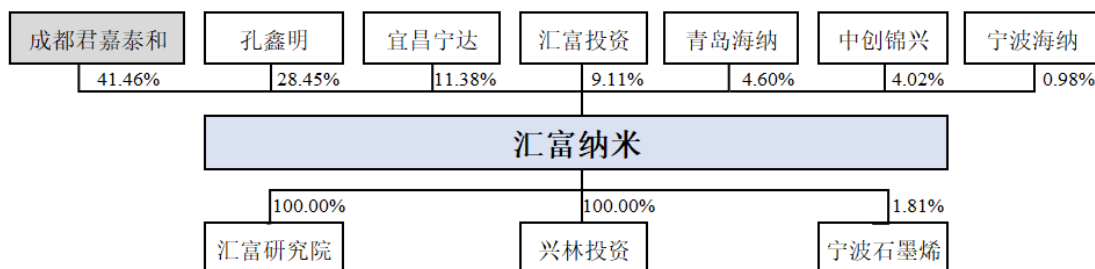 成都君嘉泰和 孔鑫明 宜昌宁达 汇富投资 青岛海纳 中创锦兴 宁波海纳
41.46% 28.45% 11.38% 9.11% 4.60% 4.02% 0.98%
汇富纳米
100.00% 100.00% 1.81%
汇富研究院 兴林投资 宁波石墨烯